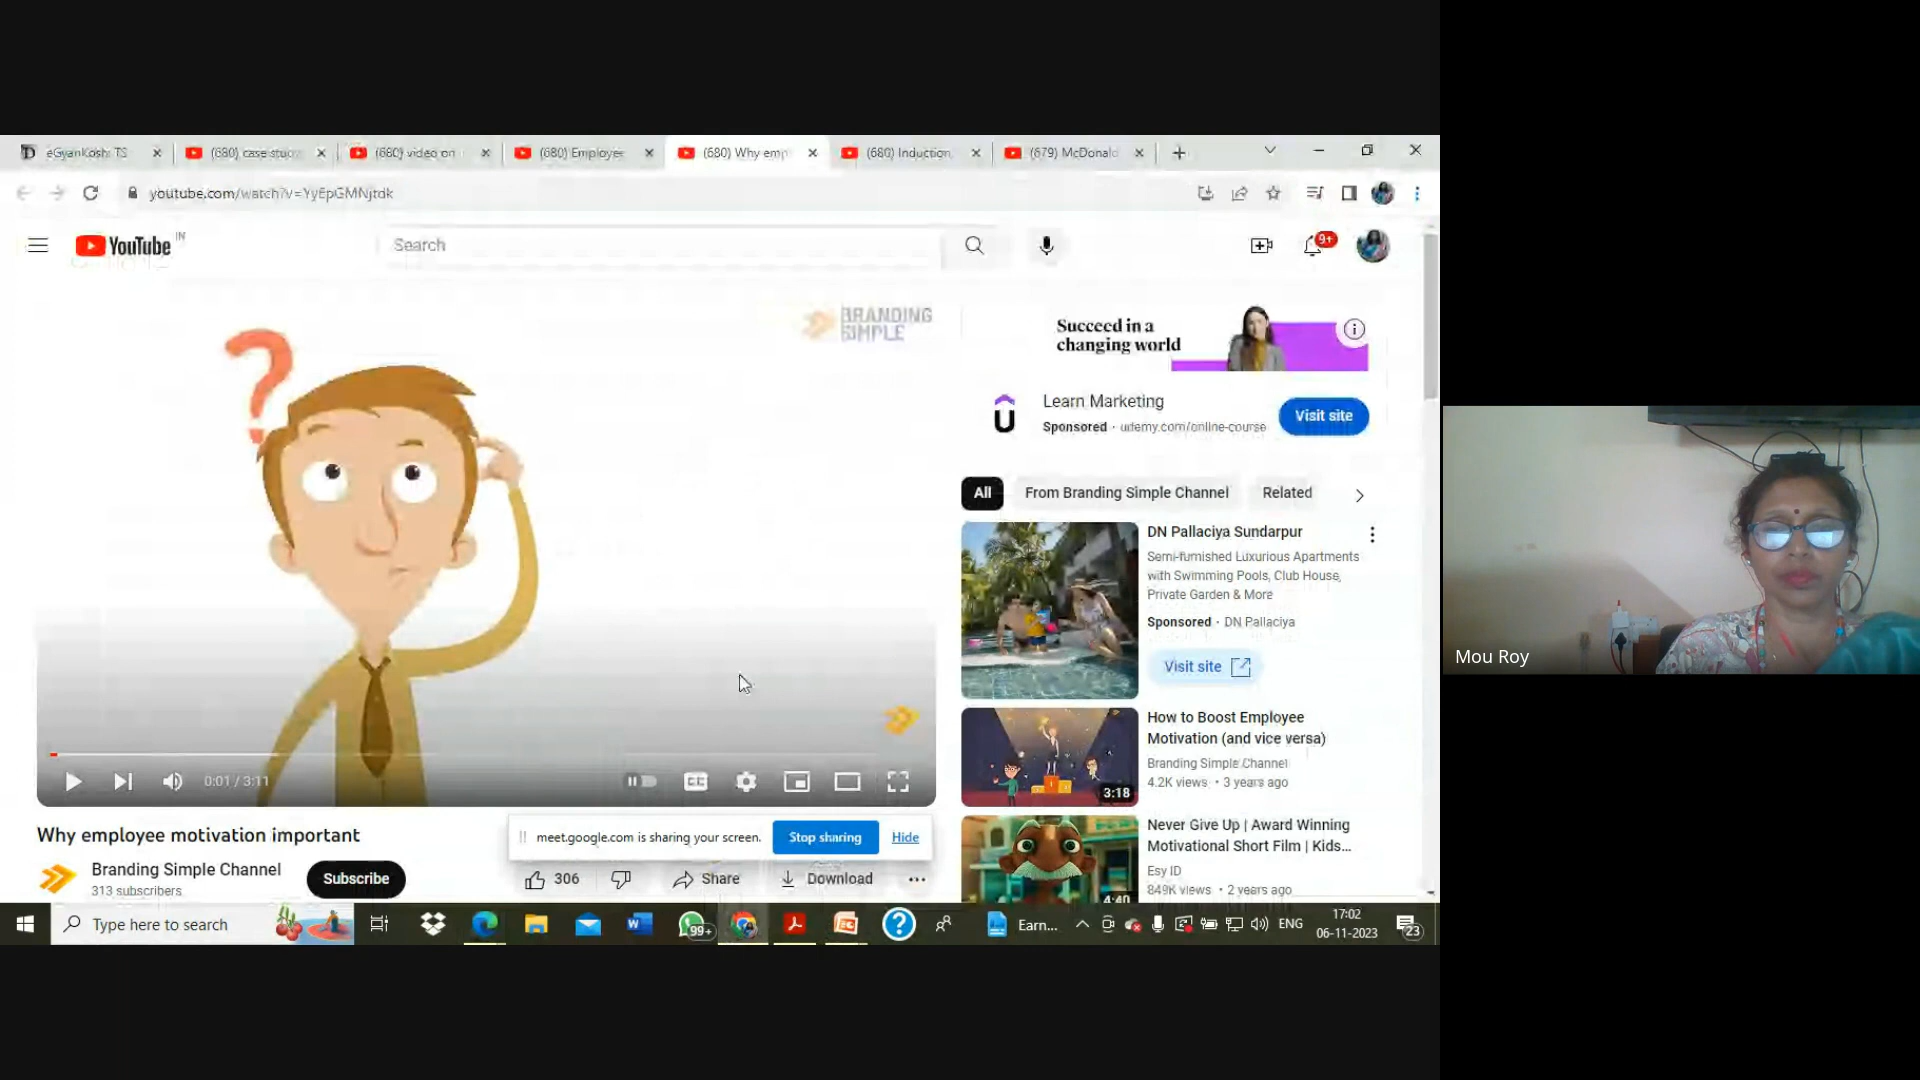 eGyanKosh: TS
(680) case stud
(680) video on
(680) Employee
(680) Why emp
(680) Induction
(679) McDonald
youtube.com/watch?v=YyEpGMNjtdk
YouTube IN
Search
9+
BRANDING
SIMPLE
Succeed in a
changing world
Learn Marketing
Sponsored · udemy.com/online-course
Visit site
All
From Branding Simple Channel
Related
DN Pallaciya Sundarpur
Semi-furnished Luxurious Apartments
with Swimming Pools, Club House,
Private Garden & More
Sponsored · DN Pallaciya
Visit site
How to Boost Employee
Motivation (and vice versa)
Branding Simple Channel
4.2K views • 3 years ago
3:18
Never Give Up | Award Winning
Motivational Short Film | Kids...
Esy ID
849K views • 2 years ago
4:40
0:01 / 3:11
CC
Why employee motivation important
meet.google.com is sharing your screen.
Stop sharing
Hide
Branding Simple Channel
313 subscribers
Subscribe
306
Share
Download
Type here to search
99+
Earn...
ENG
17:02
06-11-2023
23
Mou Roy